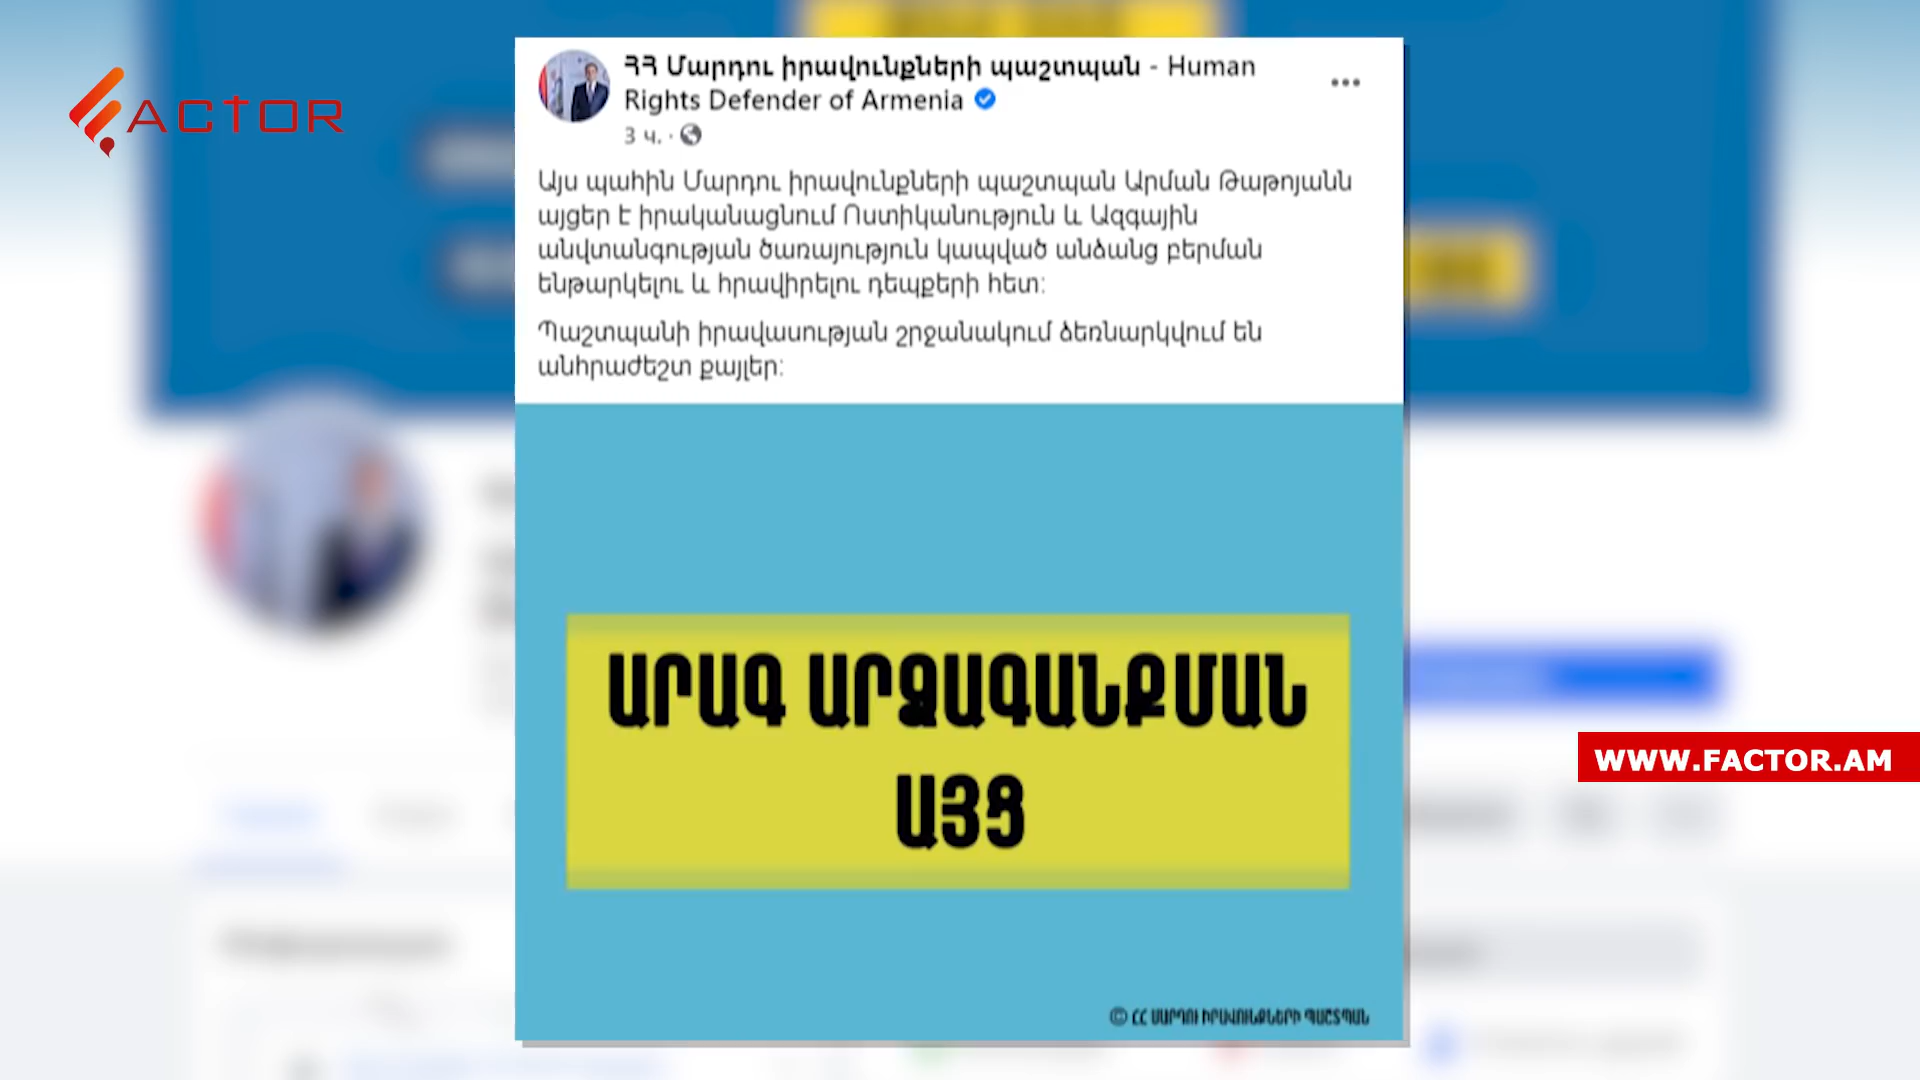 ACTOR
ՀՀ Մարդու իրավունքների պաշտպան - Human
Rights Defender of Armenia
3 ч. ·
Այս պահին Մարդու իրավունքների պաշտպան Արման Թաթոյանն
այցեր է իրականացնում Ոստիկանություն և Ազգային
անվտանգության ծառայություն կապված անձանց բերման
ենթարկելու և հրավիրելու դեպքերի հետ։
Պաշտպանի իրավասության շրջանակում ձեռնարկվում են
անհրաժեշտ քայլեր։
ԱՐԱԳ ԱՐՁԱԳԱՆՔՄԱՆ
ԱՅՑ
WWW.FACTOR.AM
© ՀՀ ՄԱՐԴՈՒ ԻՐԱՎՈՒՆՔՆԵՐԻ ՊԱՇՏՊԱՆ